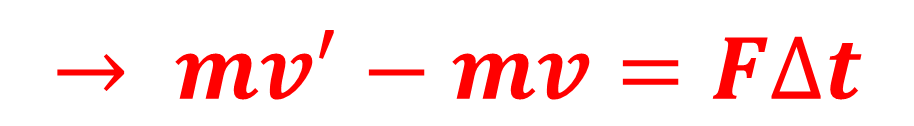 → mv′ − mv = FΔt